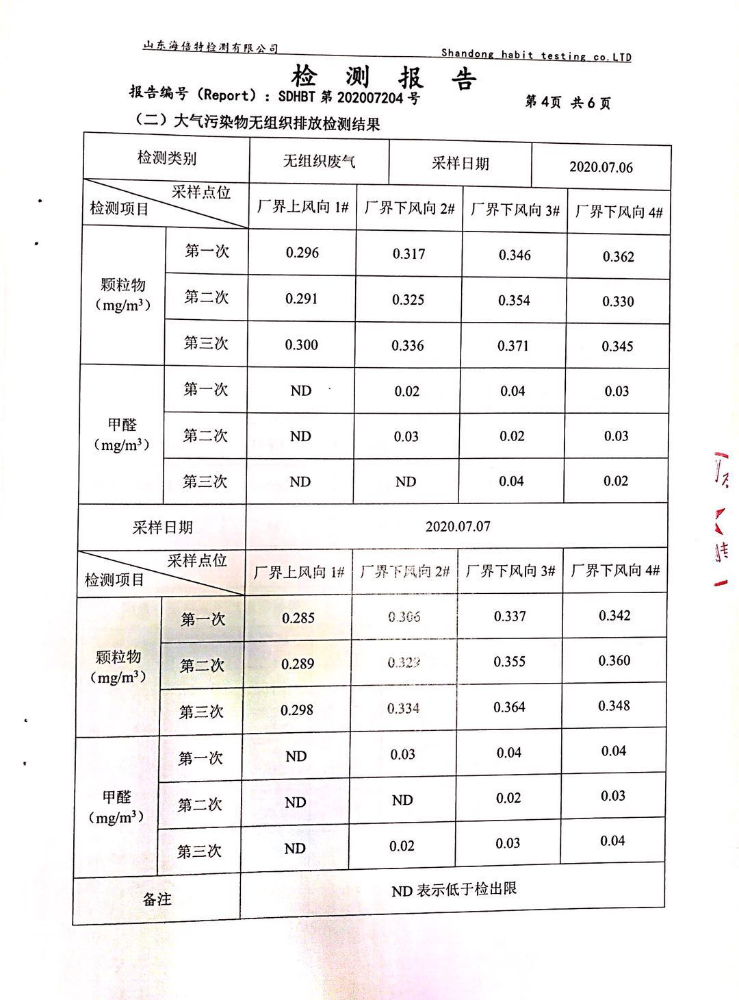 山东海倍特检测有限公司 Shandong habit testing co.LTD
检测报告
报告编号（Report）：SDHBT 第 202007204 号 第 4页 共 6 页
（二）大气污染物无组织排放检测结果
检测类别 无组织废气 采样日期 2020.07.06
采样点位
检测项目 厂界上风向 1# 厂界下风向 2# 厂界下风向 3# 厂界下风向 4#
颗粒物
（mg/m³）
第一次 0.296 0.317 0.346 0.362
第二次 0.291 0.325 0.354 0.330
第三次 0.300 0.336 0.371 0.345
甲醛
（mg/m³）
第一次 ND 0.02 0.04 0.03
第二次 ND 0.03 0.02 0.03
第三次 ND ND 0.04 0.02
采样日期 2020.07.07
采样点位
检测项目 厂界上风向 1# 厂界下风向 2# 厂界下风向 3# 厂界下风向 4#
颗粒物
（mg/m³）
第一次 0.285 0.306 0.337 0.342
第二次 0.289 0.329 0.355 0.360
第三次 0.298 0.334 0.364 0.348
甲醛
（mg/m³）
第一次 ND 0.03 0.04 0.04
第二次 ND ND 0.02 0.03
第三次 ND 0.02 0.03 0.04
备注 ND 表示低于检出限